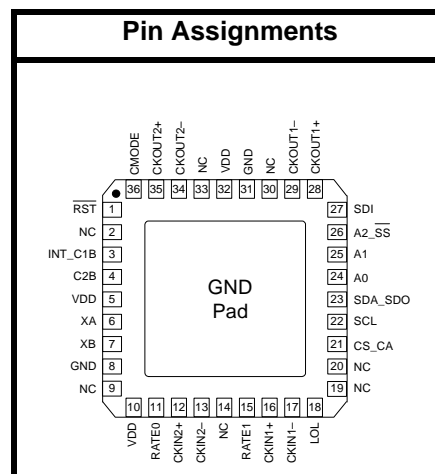 Pin Assignments
CMODE
CKOUT2+
CKOUT2–
NC
VDD
GND
NC
CKOUT1–
CKOUT1+
36 35 34 33 32 31 30 29 28
RST 1
NC 2
INT_C1B 3
C2B 4
VDD 5
XA 6
XB 7
GND 8
NC 9
GND
Pad
27 SDI
26 A2_SS
25 A1
24 A0
23 SDA_SDO
22 SCL
21 CS_CA
20 NC
19 NC
10 11 12 13 14 15 16 17 18
VDD
RATE0
CKIN2+
CKIN2–
NC
RATE1
CKIN1+
CKIN1–
LOL